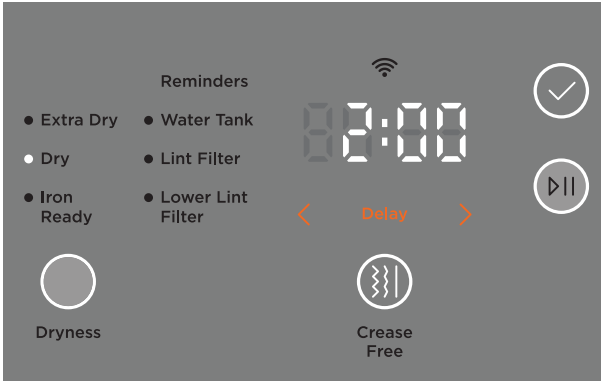 Reminders
Extra Dry
Water Tank
Dry
Lint Filter
Iron
Ready
Lower Lint
Filter
2:00
< Delay >
Dryness
Crease
Free